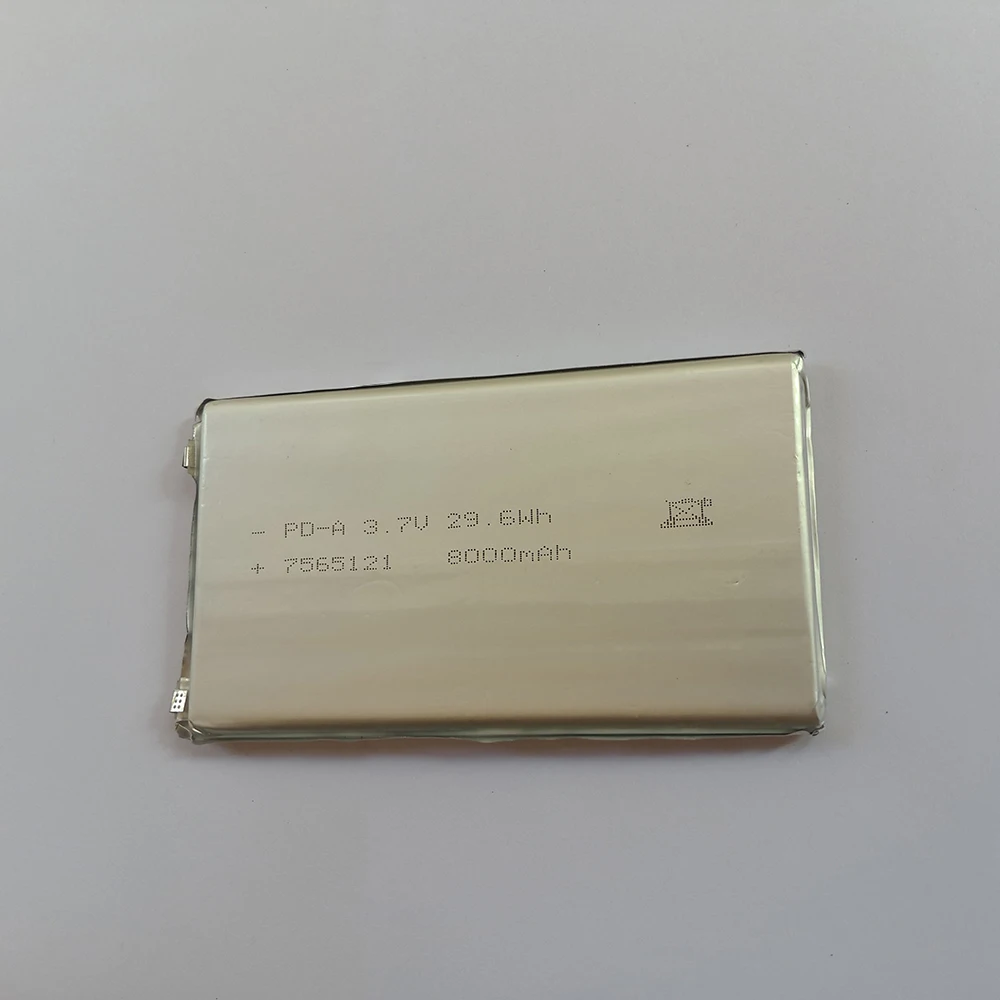 - PD-A 3.7V 29.6Wh
+ 7565121 8000mAh